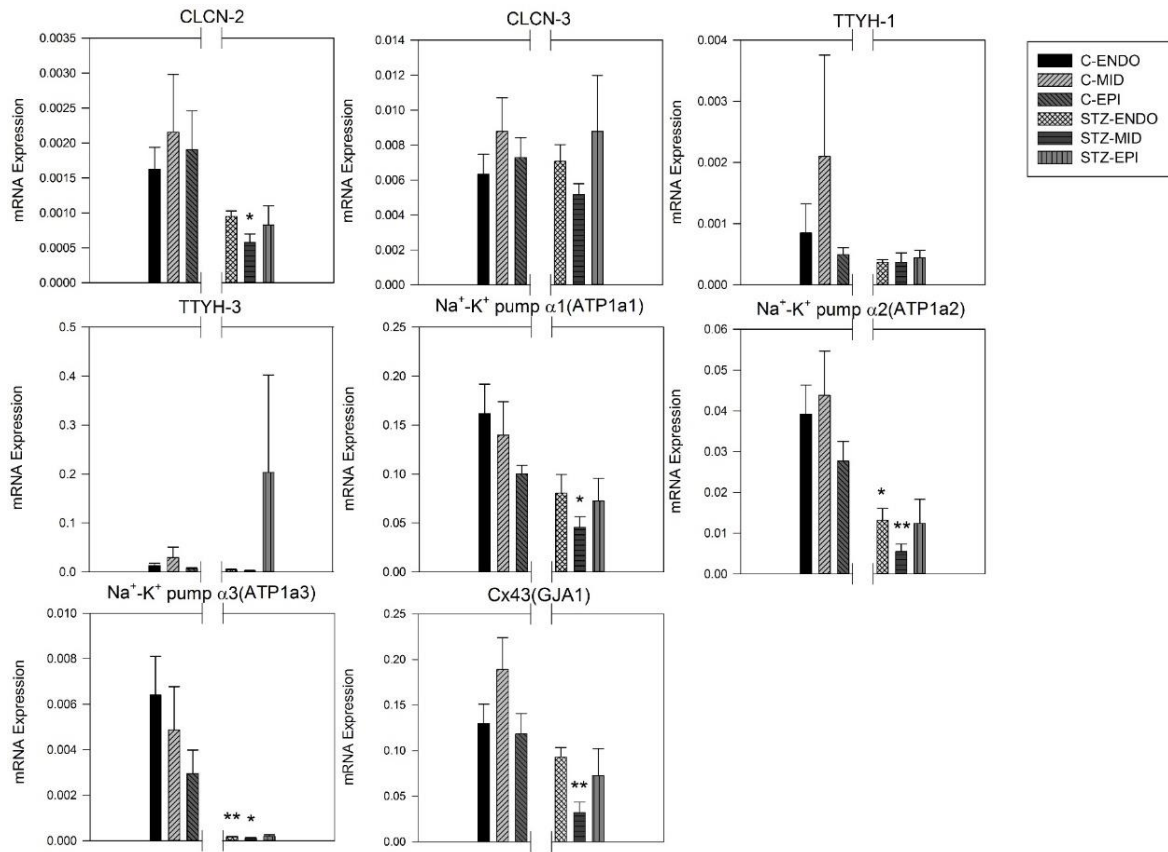 CLCN-2
mRNA Expression
0.0035
0.0030
0.0025
0.0020
0.0015
0.0010
0.0005
0.0000
*
CLCN-3
mRNA Expression
0.014
0.012
0.010
0.008
0.006
0.004
0.002
0.000
TTYH-1
mRNA Expression
0.004
0.003
0.002
0.001
0.000
C-ENDO
C-MID
C-EPI
STZ-ENDO
STZ-MID
STZ-EPI
TTYH-3
mRNA Expression
0.5
0.4
0.3
0.2
0.1
0.0
Na⁺-K⁺ pump α1(ATP1a1)
mRNA Expression
0.25
0.20
0.15
0.10
0.05
0.00
*
Na⁺-K⁺ pump α2(ATP1a2)
mRNA Expression
0.06
0.05
0.04
0.03
0.02
0.01
0.00
*
**
Na⁺-K⁺ pump α3(ATP1a3)
mRNA Expression
0.010
0.008
0.006
0.004
0.002
0.000
** *
Cx43(GJA1)
mRNA Expression
0.25
0.20
0.15
0.10
0.05
0.00
**